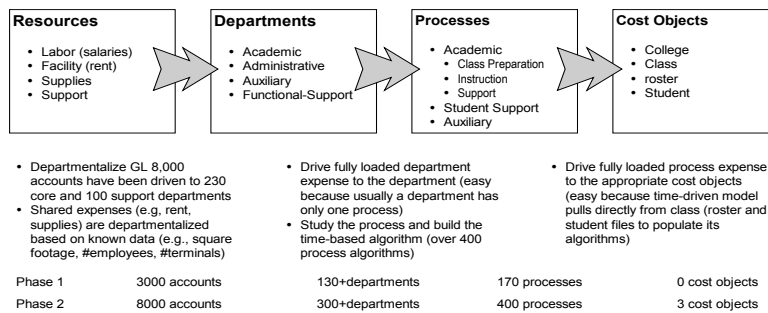 Resources
• Labor (salaries)
• Facility (rent)
• Supplies
• Support
Departments
• Academic
• Administrative
• Auxiliary
• Functional-Support
Processes
• Academic
• Class Preparation
• Instruction
• Support
• Student Support
• Auxiliary
Cost Objects
• College
• Class
• roster
• Student
• Departmentalize GL 8,000
accounts have been driven to 230
core and 100 support departments
• Shared expenses (e.g, rent,
supplies) are departmentalized
based on known data (e.g., square
footage, #employees, #terminals)
• Drive fully loaded department
expense to the department (easy
because usually a department has
only one process)
• Study the process and build the
time-based algorithm (over 400
process algorithms)
• Drive fully loaded process expense
to the appropriate cost objects
(easy because time-driven model
pulls directly from class (roster and
student files to populate its
algorithms)
Phase 1 3000 accounts 130+departments 170 processes 0 cost objects
Phase 2 8000 accounts 300+departments 400 processes 3 cost objects